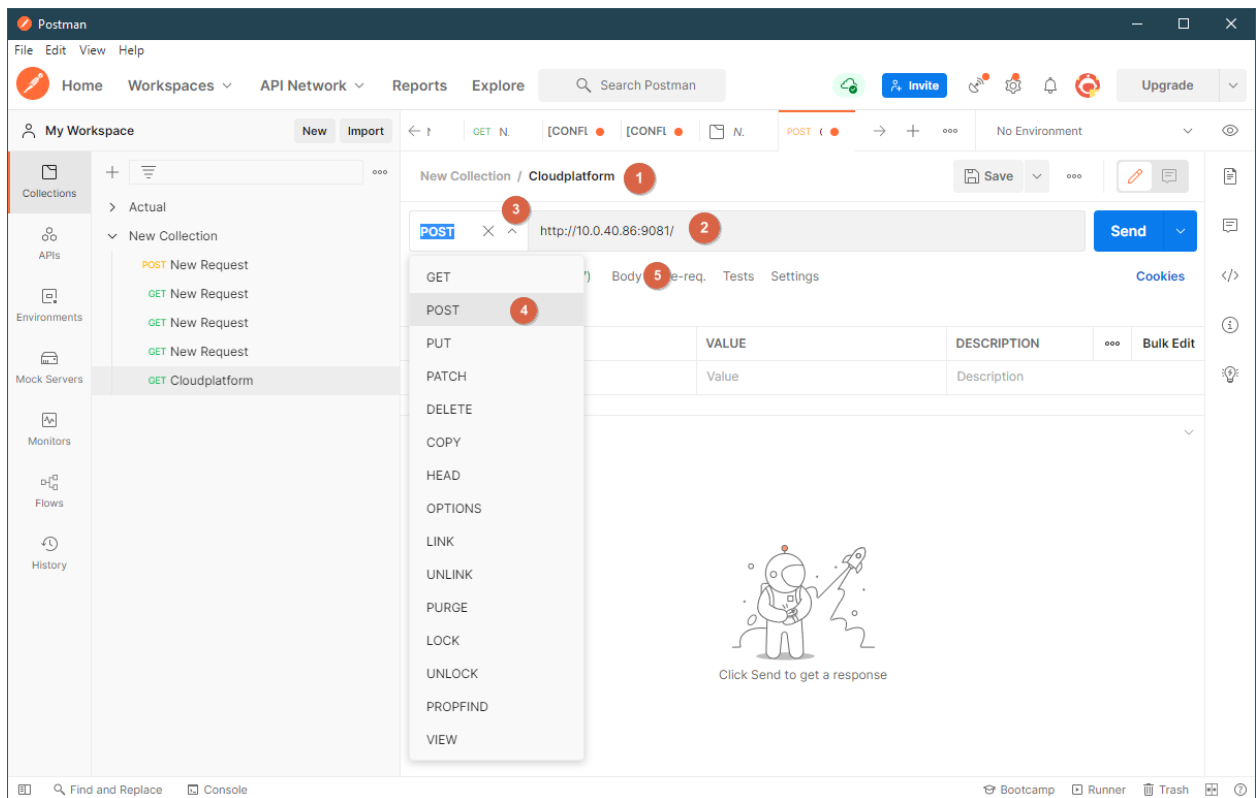 Postman
File Edit View Help
Home Workspaces API Network Reports Explore Search Postman Invite Upgrade
My Workspace New Import GET N. [CONFL [CONFL N. POST No Environment
Collections
APIs
Environments
Mock Servers
Monitors
Flows
History
Actual
New Collection
POST New Request
GET New Request
GET New Request
GET New Request
GET Cloudplatform
New Collection / Cloudplatform 1 Save
3
POST http://10.0.40.86:9081/ 2 Send
Body 5 e-req. Tests Settings Cookies
GET
POST 4
PUT
PATCH
DELETE
COPY
HEAD
OPTIONS
LINK
UNLINK
PURGE
LOCK
UNLOCK
PROPFIND
VIEW
VALUE DESCRIPTION Bulk Edit
Value Description
Click Send to get a response
Find and Replace Console Bootcamp Runner Trash